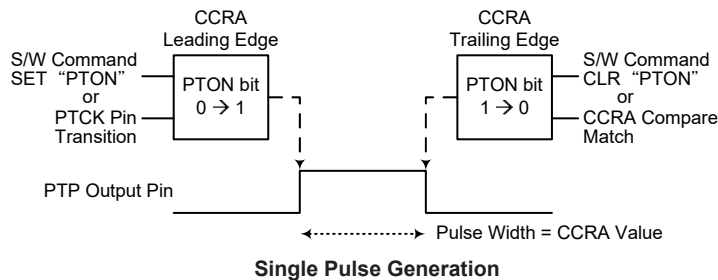 CCRA
Leading Edge
CCRA
Trailing Edge
S/W Command
SET “PTON”
or
PTCK Pin
Transition
PTON bit
0 → 1
PTON bit
1 → 0
S/W Command
CLR “PTON”
or
CCRA Compare
Match
PTP Output Pin
Pulse Width = CCRA Value
Single Pulse Generation